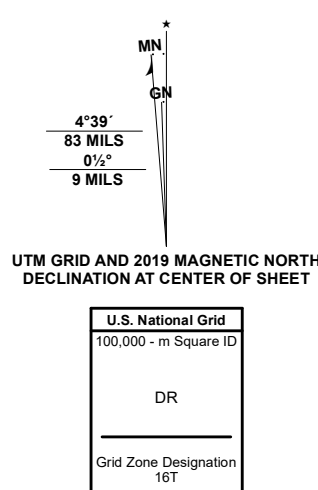 MN
GN
4°39´
83 MILS
0½°
9 MILS
UTM GRID AND 2019 MAGNETIC NORTH
DECLINATION AT CENTER OF SHEET
U.S. National Grid
100,000 - m Square ID
DR
Grid Zone Designation
16T